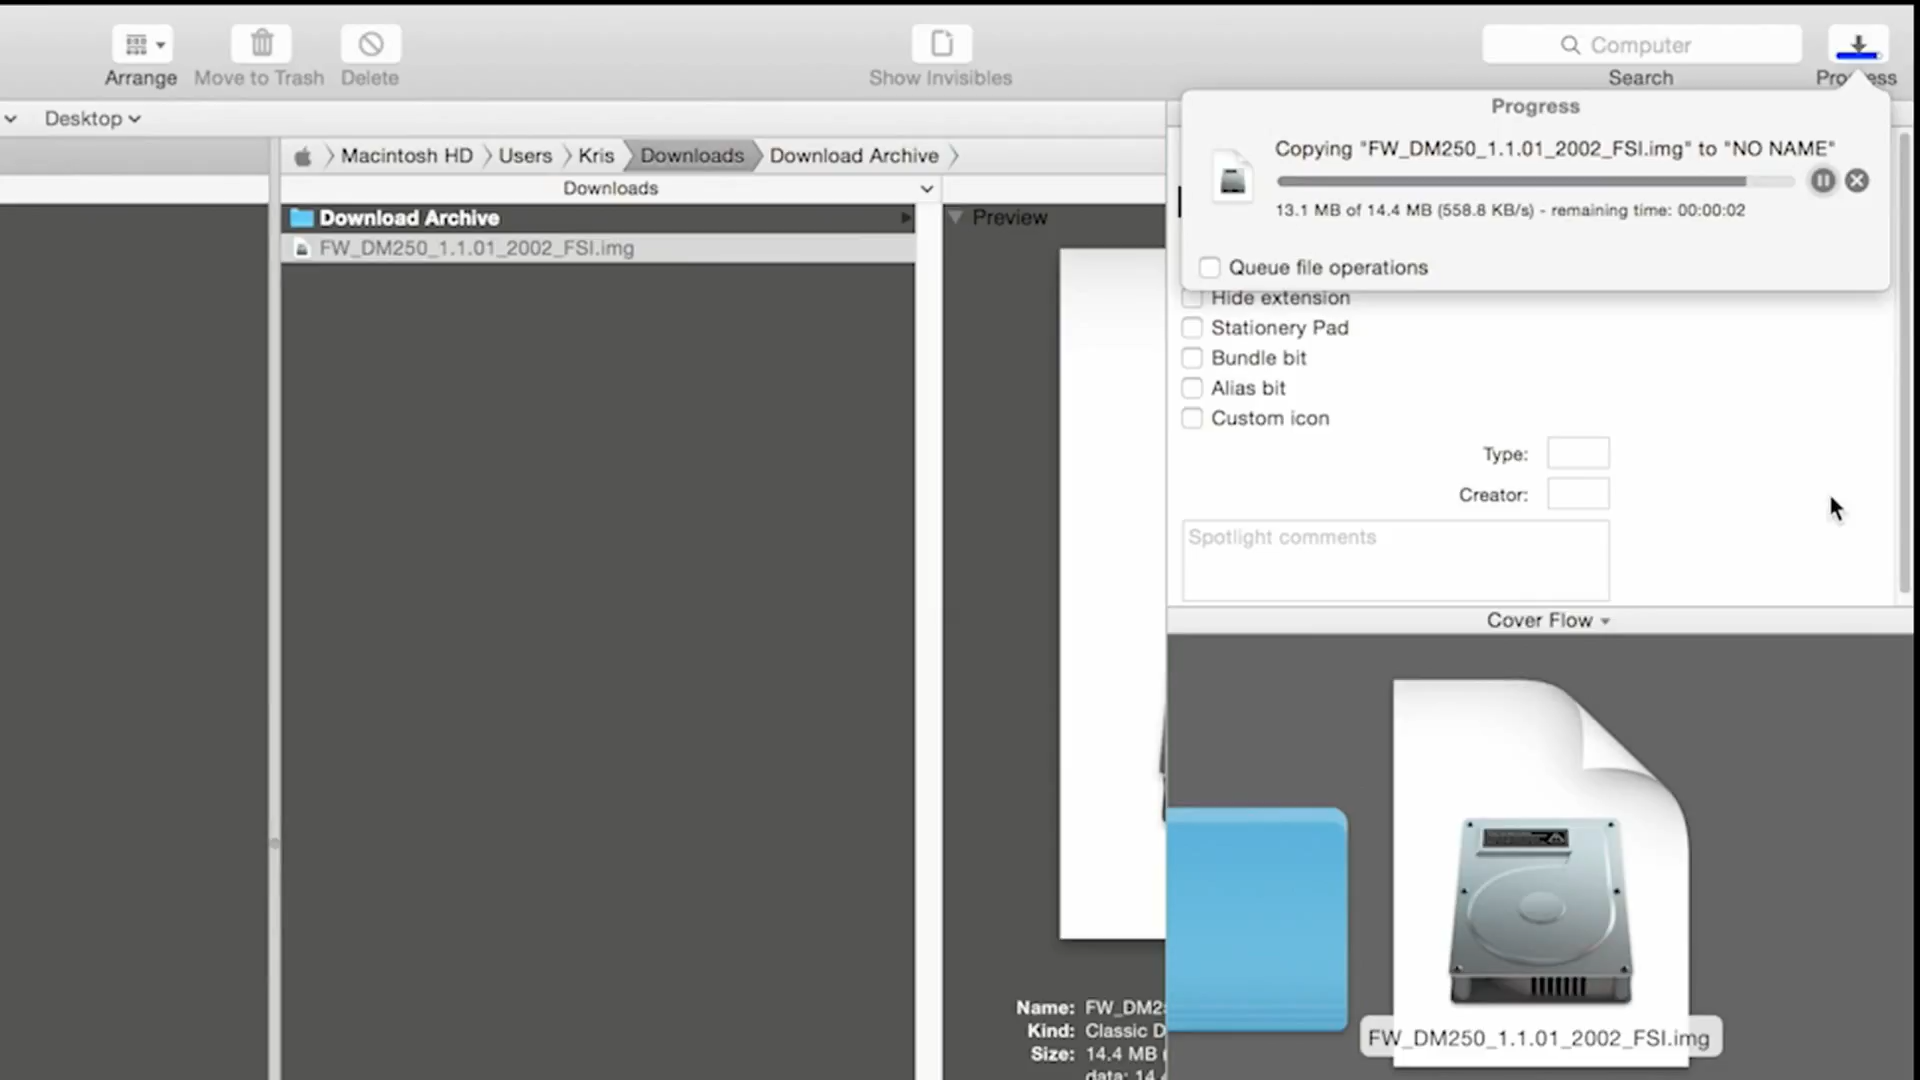 Arrange
Move to Trash
Delete
Show Invisibles
Computer
Search
Desktop
Progress
Copying "FW_DM250_1.1.01_2002_FSI.img" to "NO NAME"
13.1 MB of 14.4 MB (558.8 KB/s) - remaining time: 00:00:02
Queue file operations
Macintosh HD
Users
Kris
Downloads
Download Archive
Downloads
Download Archive
FW_DM250_1.1.01_2002_FSI.img
Preview
Hide extension
Stationery Pad
Bundle bit
Alias bit
Custom icon
Type:
Creator:
Spotlight comments
Cover Flow
Name: FW_DM2
Kind: Classic D
Size: 14.4 MB
data: 14.
FW_DM250_1.1.01_2002_FSI.img